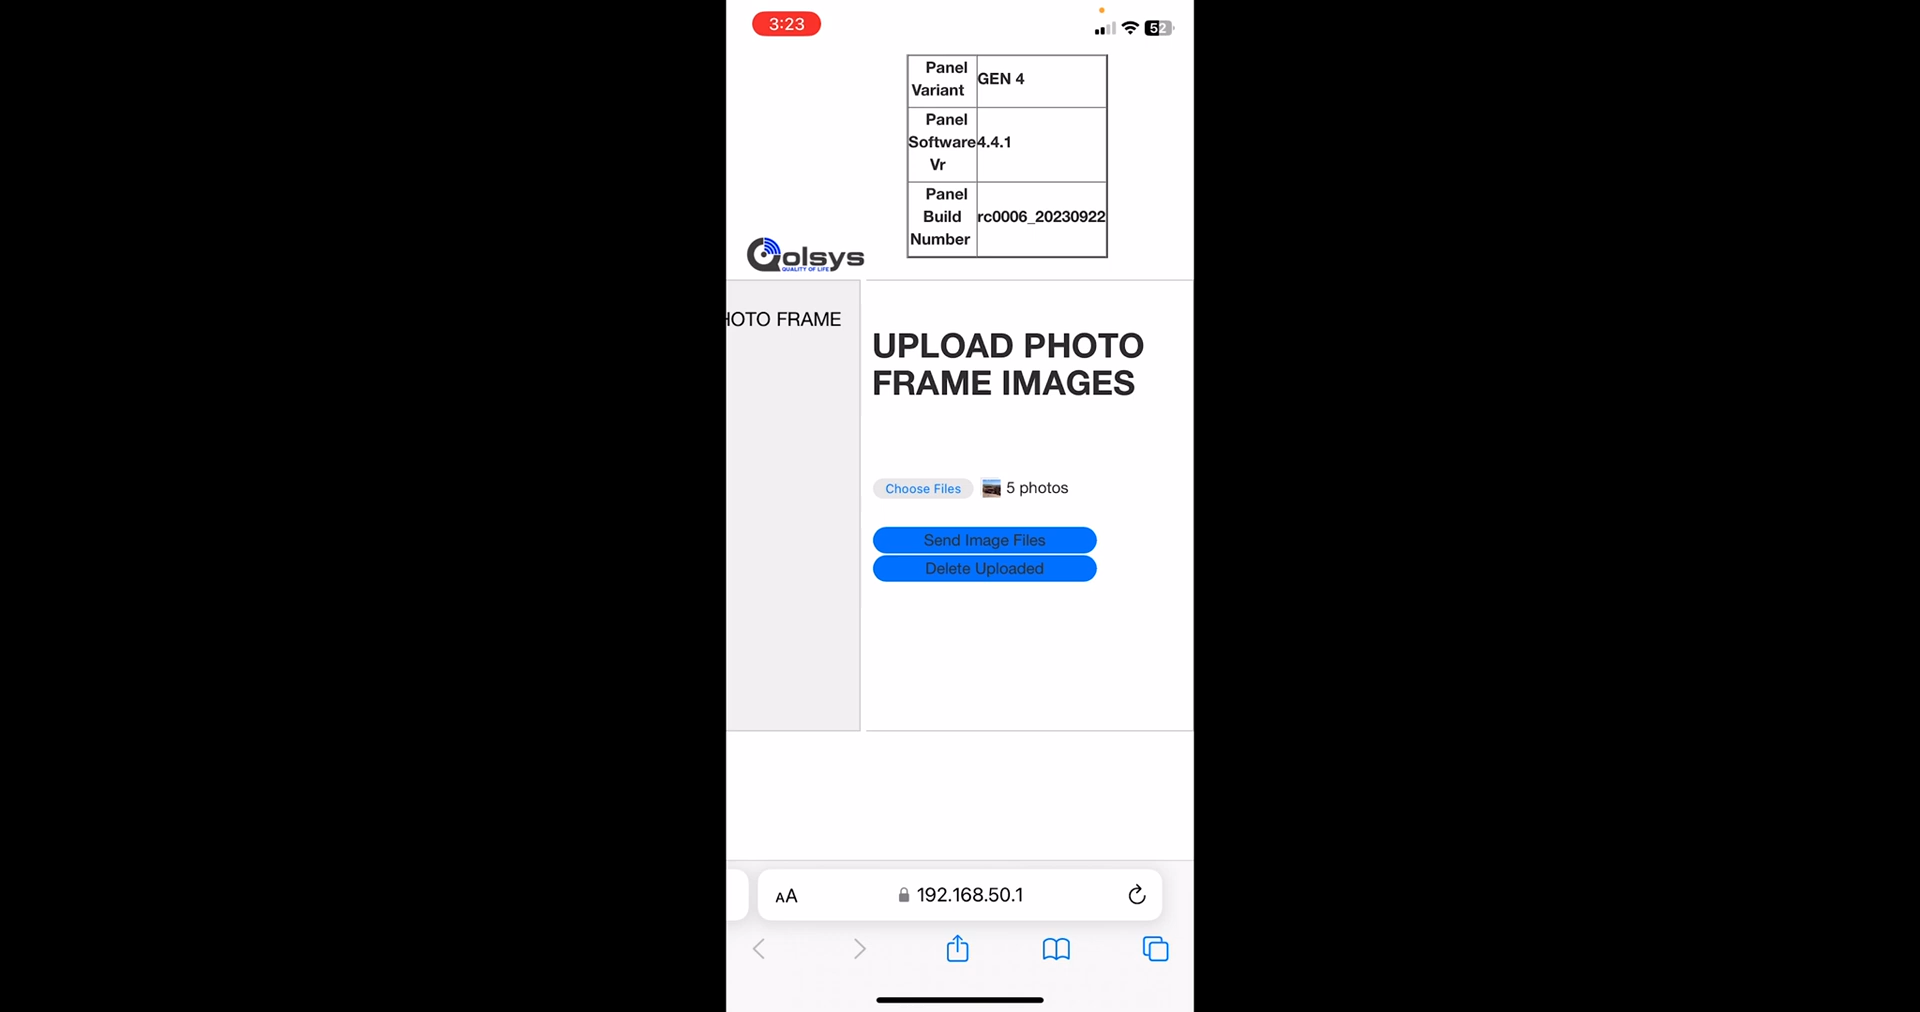 3:23
52
Panel
Variant
GEN 4
Panel
Software
Vr
4.4.1
Panel
Build
Number
rc0006_20230922
Qolsys
QUALITY OF LIFE
HOTO FRAME
UPLOAD PHOTO
FRAME IMAGES
Choose Files
5 photos
Send Image Files
Delete Uploaded
AA
192.168.50.1